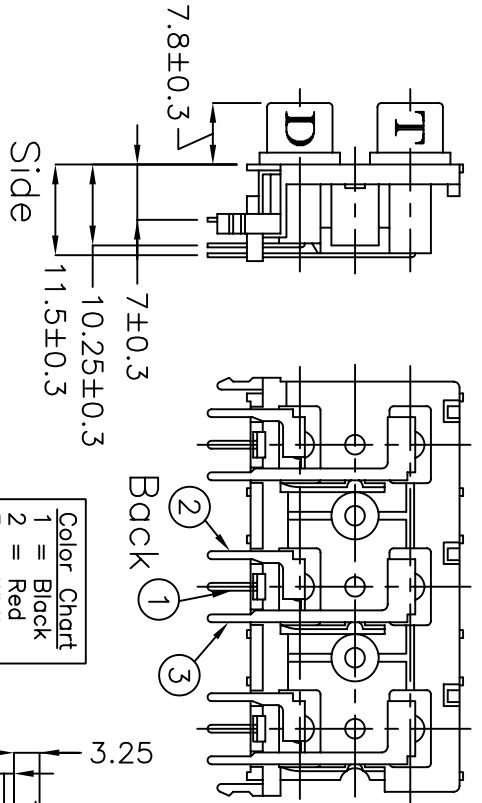 7.8±0.3
D
T
Side
7±0.3
10.25±0.3
11.5±0.3
Back
2
1
3
Color Chart
1 = Black
2 = Red
3.25